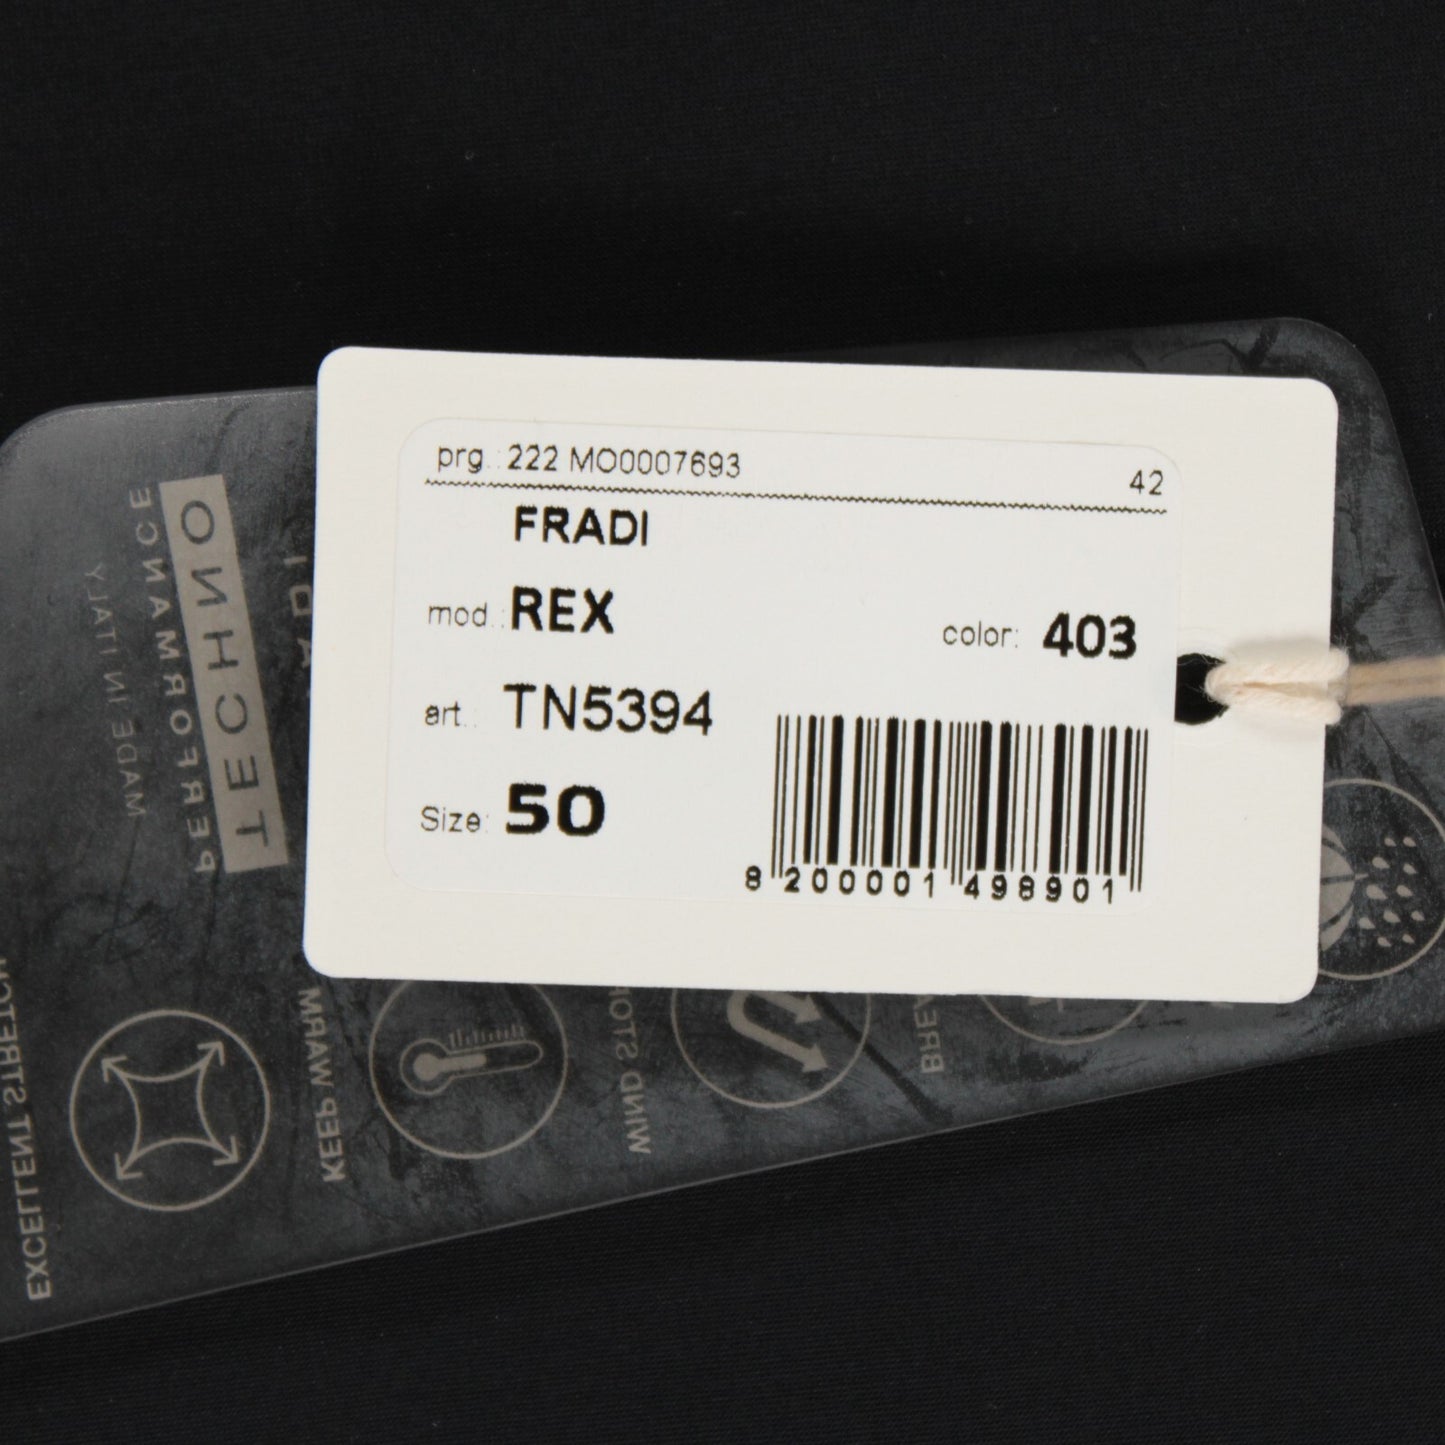 prg.: 222 MO0007693 42
FRADI
mod.: REX color: 403
art.: TN5394
Size: 50
8 200001 498901
TECHNO
PERFORMANCE
MADE IN ITALY
EXCELLENT STRETCH
KEEP WARM
WIND